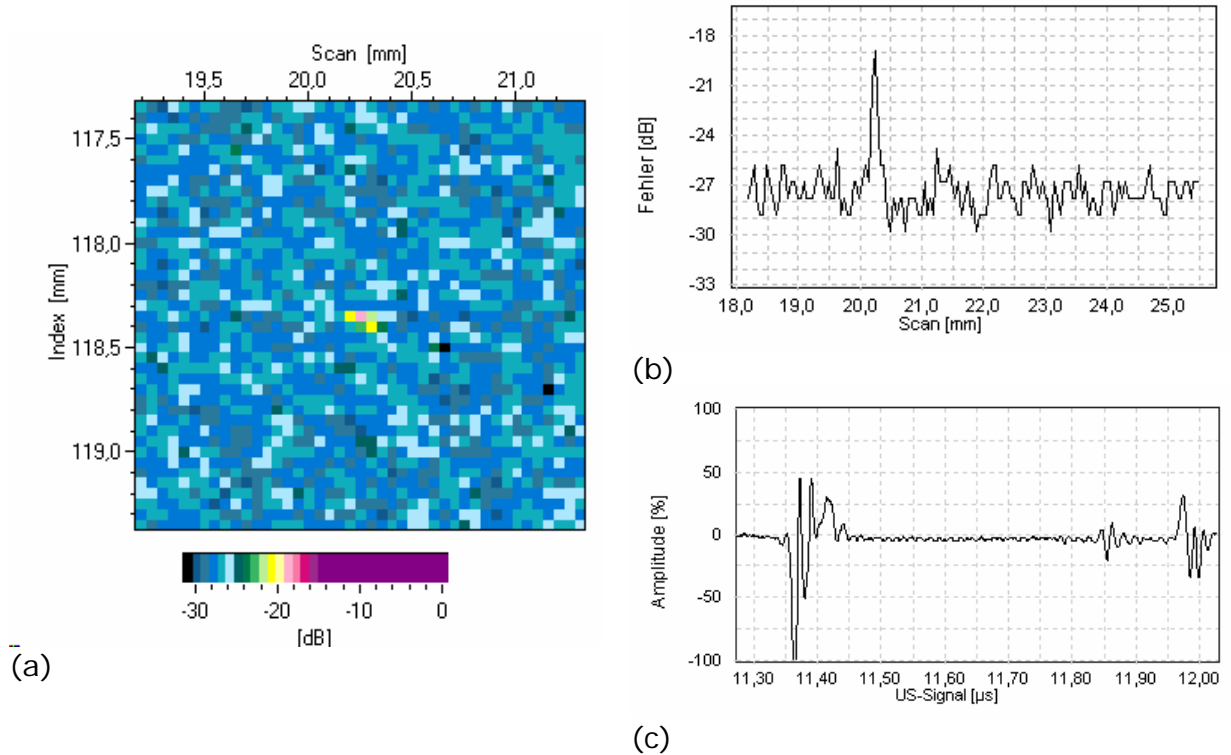 Scan [mm]
19,5 20,0 20,5 21,0
Index [mm]
117,5
118,0
118,5
119,0
-30 -20 -10 0
[dB]
(a)
Fehler [dB]
-18
-21
-24
-27
-30
-33
18,0 19,0 20,0 21,0 22,0 23,0 24,0 25,0
Scan [mm]
(b)
Amplitude [%]
100
50
0
-50
-100
11,30 11,40 11,50 11,60 11,70 11,80 11,90 12,00
US-Signal [µs]
(c)